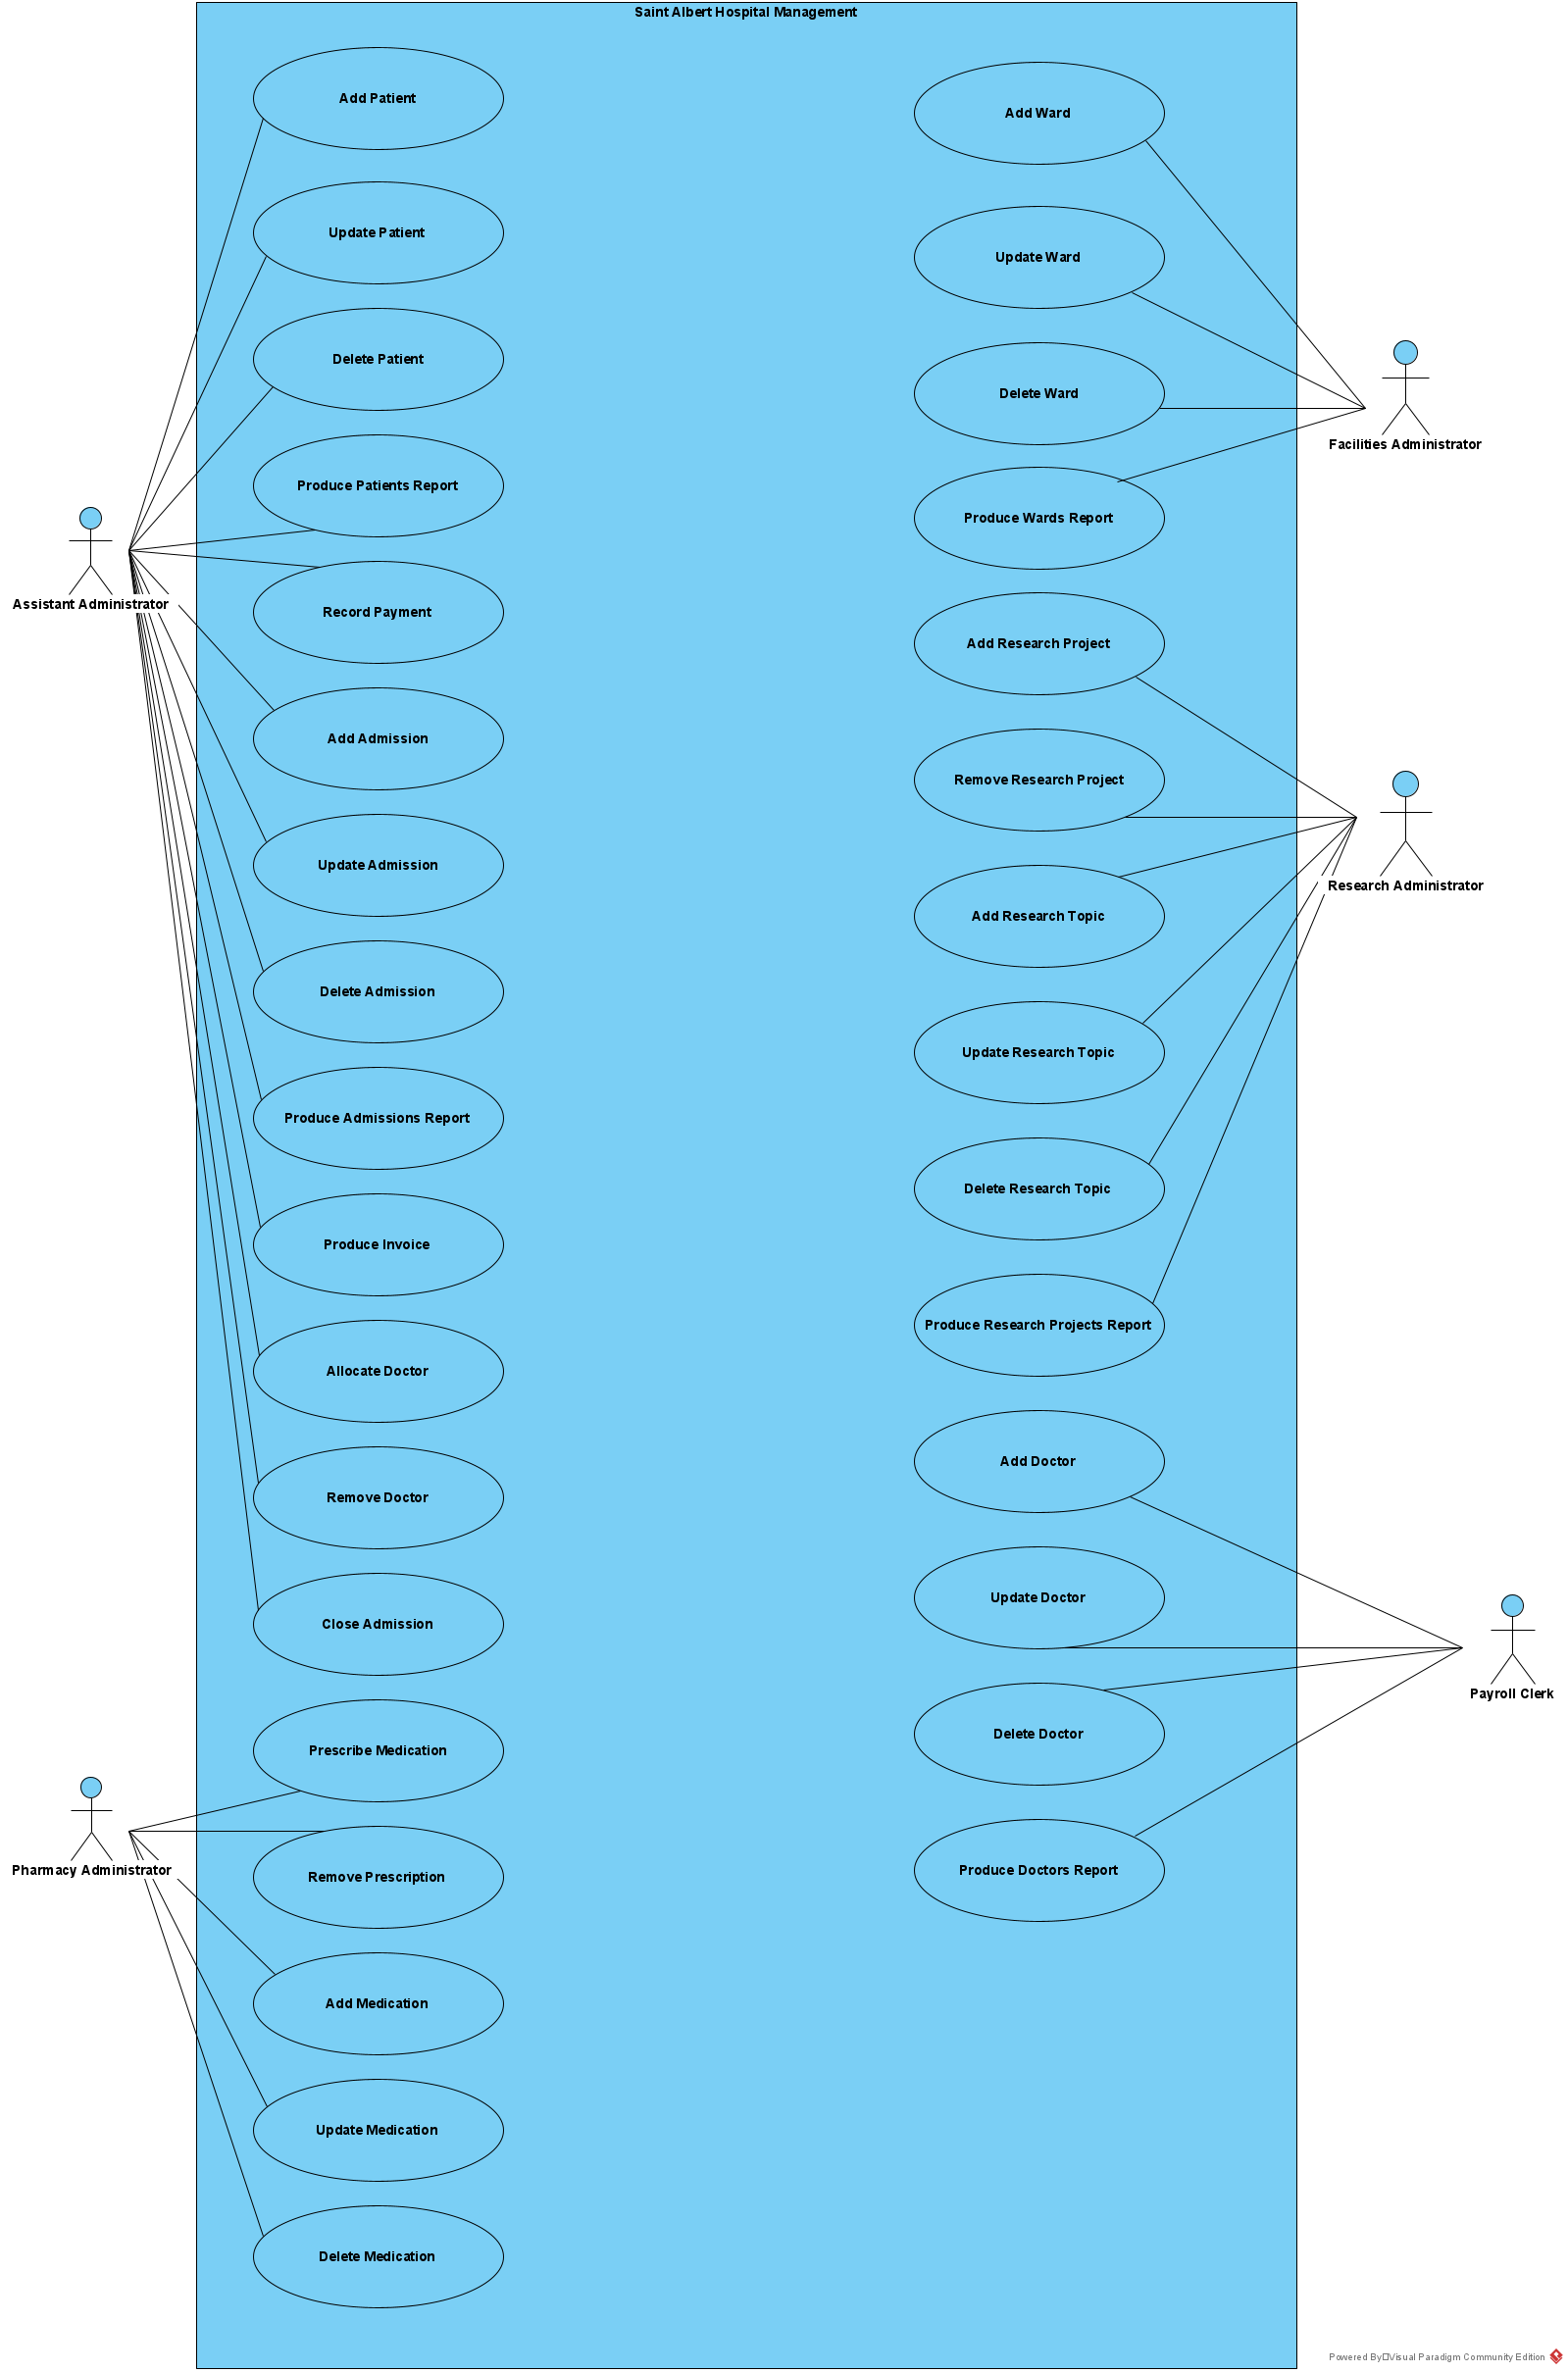 Saint Albert Hospital Management
Add Patient
Update Patient
Delete Patient
Produce Patients Report
Record Payment
Add Admission
Update Admission
Delete Admission
Produce Admissions Report
Produce Invoice
Allocate Doctor
Remove Doctor
Close Admission
Prescribe Medication
Remove Prescription
Add Medication
Update Medication
Delete Medication
Assistant Administrator
Pharmacy Administrator
Add Ward
Update Ward
Delete Ward
Produce Wards Report
Add Research Project
Remove Research Project
Add Research Topic
Update Research Topic
Delete Research Topic
Produce Research Projects Report
Add Doctor
Update Doctor
Delete Doctor
Produce Doctors Report
Facilities Administrator
Research Administrator
Payroll Clerk
Powered By□Visual Paradigm Community Edition